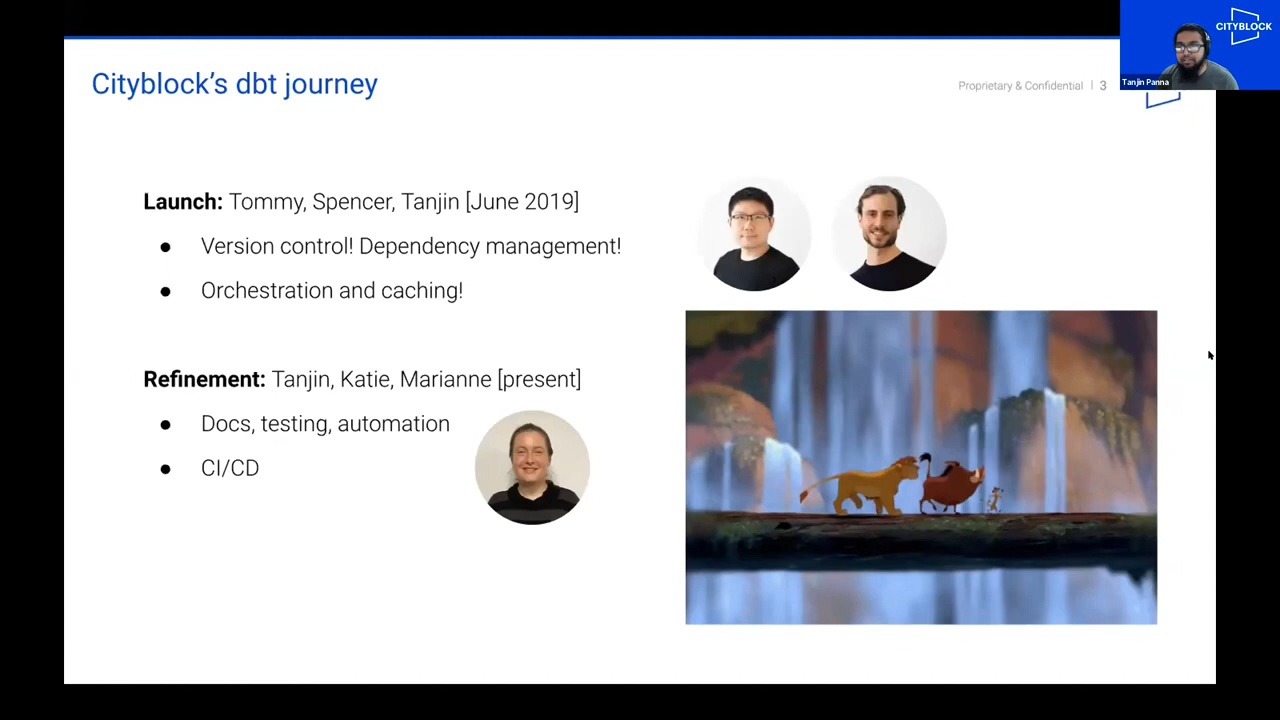 CITYBLOCK
Tanjin Panna
Cityblock’s dbt journey
Proprietary & Confidential | 3
Launch: Tommy, Spencer, Tanjin [June 2019]
● Version control! Dependency management!
● Orchestration and caching!
Refinement: Tanjin, Katie, Marianne [present]
● Docs, testing, automation
● CI/CD